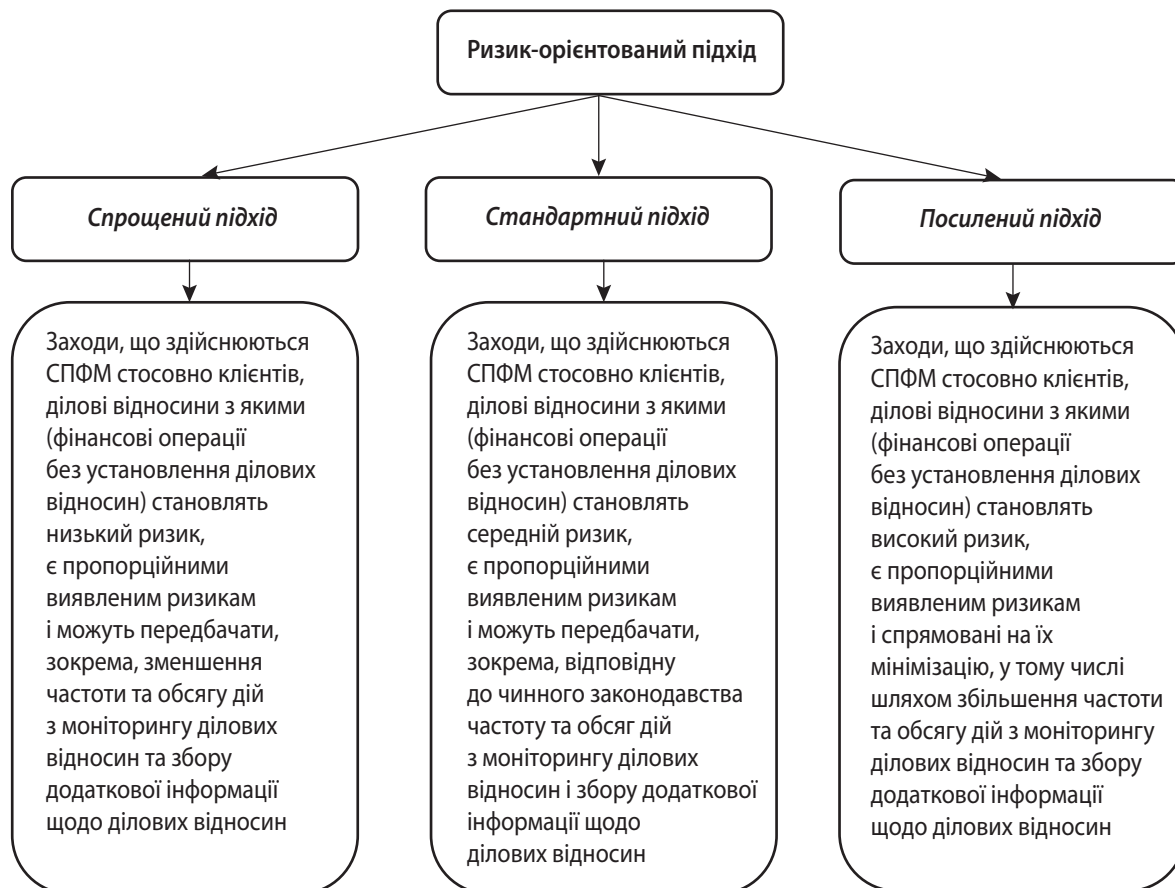 Ризик-орієнтований підхід
Спрощений підхід
Стандартний підхід
Посилений підхід
Заходи, що здійснюються
СПФМ стосовно клієнтів,
ділові відносини з якими
(фінансові операції
без установлення ділових
відносин) становлять
низький ризик,
є пропорційними
виявленим ризикам
і можуть передбачати,
зокрема, зменшення
частоти та обсягу дій
з моніторингу ділових
відносин та збору
додаткової інформації
щодо ділових відносин
Заходи, що здійснюються
СПФМ стосовно клієнтів,
ділові відносини з якими
(фінансові операції
без установлення ділових
відносин) становлять
середній ризик,
є пропорційними
виявленим ризикам
і можуть передбачати,
зокрема, відповідну
до чинного законодавства
частоту та обсяг дій
з моніторингу ділових
відносин і збору додаткової
інформації щодо
ділових відносин
Заходи, що здійснюються
СПФМ стосовно клієнтів,
ділові відносини з якими
(фінансові операції
без установлення ділових
відносин) становлять
високий ризик,
є пропорційними
виявленим ризикам
і спрямовані на їх
мінімізацію, у тому числі
шляхом збільшення частоти
та обсягу дій з моніторингу
ділових відносин та збору
додаткової інформації
щодо ділових відносин